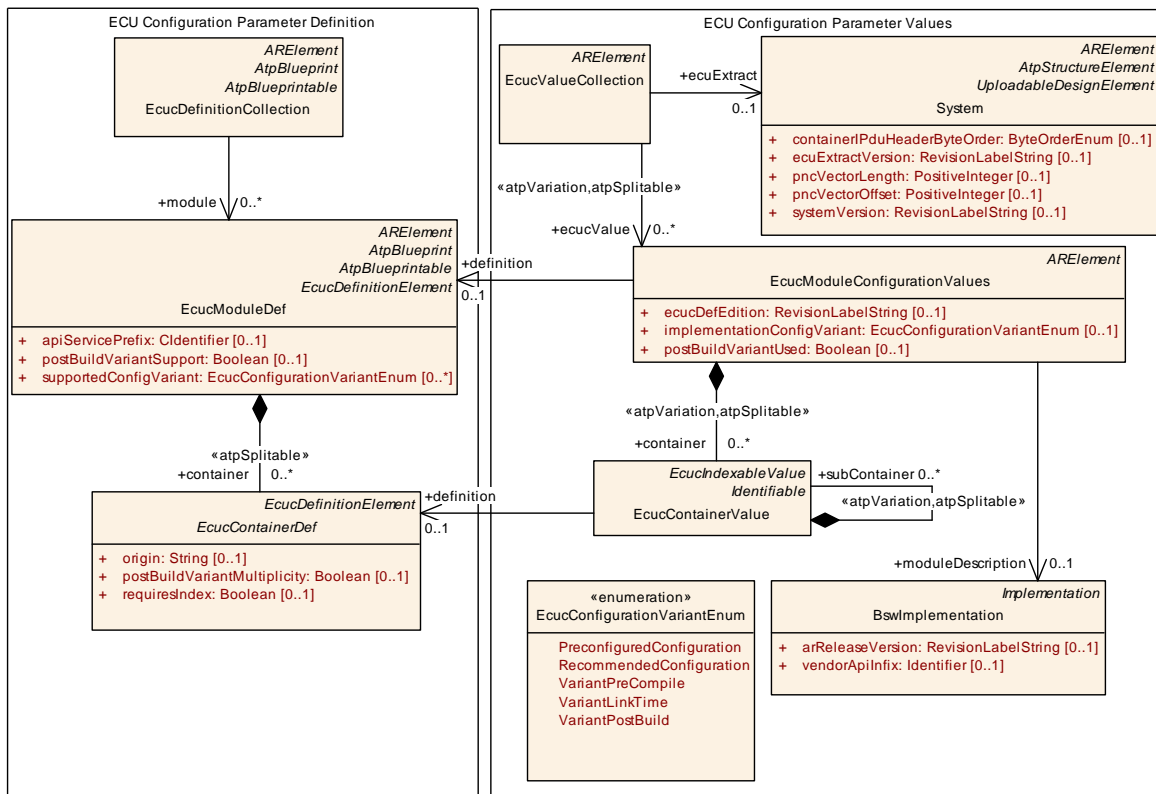 ECU Configuration Parameter Definition
ARElement
AtpBlueprint
AtpBlueprintable
EcucDefinitionCollection
+module
0..*
ARElement
AtpBlueprint
AtpBlueprintable
EcucDefinitionElement
EcucModuleDef
+ apiServicePrefix: CIdentifier [0..1]
+ postBuildVariantSupport: Boolean [0..1]
+ supportedConfigVariant: EcucConfigurationVariantEnum [0..*]
«atpSplitable»
+container
0..*
EcucDefinitionElement
EcucContainerDef
+ origin: String [0..1]
+ postBuildVariantMultiplicity: Boolean [0..1]
+ requiresIndex: Boolean [0..1]
ECU Configuration Parameter Values
ARElement
EcucValueCollection
+ecuExtract
0..1
ARElement
AtpStructureElement
UploadableDesignElement
System
+ containerIPduHeaderByteOrder: ByteOrderEnum [0..1]
+ ecuExtractVersion: RevisionLabelString [0..1]
+ pncVectorLength: PositiveInteger [0..1]
+ pncVectorOffset: PositiveInteger [0..1]
+ systemVersion: RevisionLabelString [0..1]
«atpVariation,atpSplitable»
+ecucValue
0..*
+definition
0..1
ARElement
EcucModuleConfigurationValues
+ ecucDefEdition: RevisionLabelString [0..1]
+ implementationConfigVariant: EcucConfigurationVariantEnum [0..1]
+ postBuildVariantUsed: Boolean [0..1]
«atpVariation,atpSplitable»
+container
0..*
EcucIndexableValue
Identifiable
EcucContainerValue
+subContainer 0..*
«atpVariation,atpSplitable»
+definition
0..1
+moduleDescription
0..1
«enumeration»
EcucConfigurationVariantEnum
PreconfiguredConfiguration
RecommendedConfiguration
VariantPreCompile
VariantLinkTime
VariantPostBuild
Implementation
BswImplementation
+ arReleaseVersion: RevisionLabelString [0..1]
+ vendorApiInfix: Identifier [0..1]